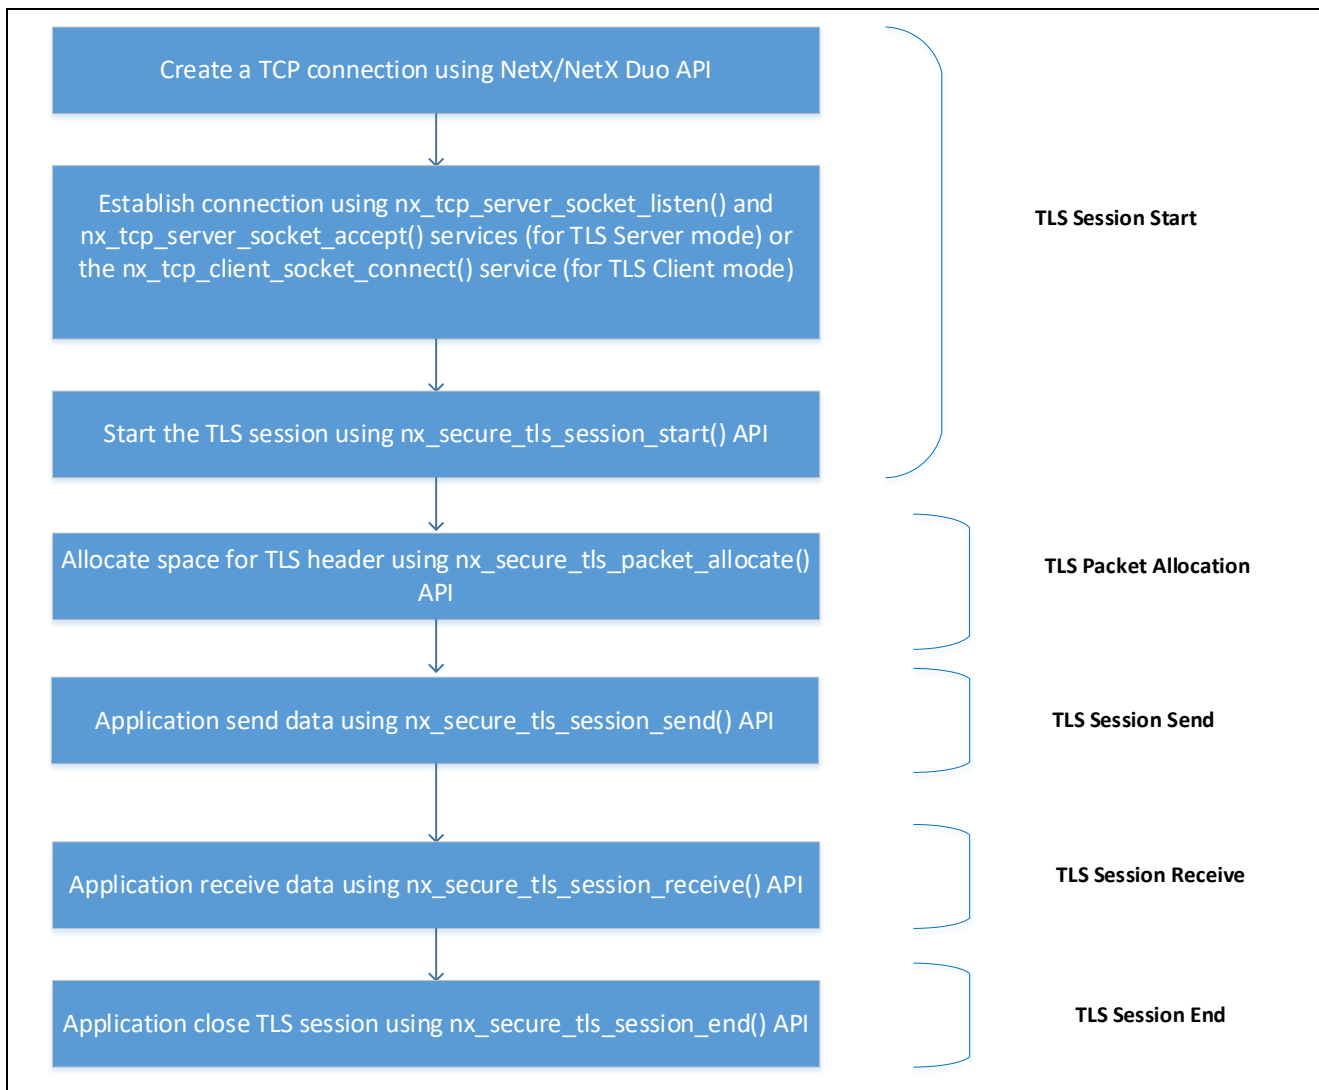 Create a TCP connection using NetX/NetX Duo API
Establish connection using nx_tcp_server_socket_listen() and
nx_tcp_server_socket_accept() services (for TLS Server mode) or
the nx_tcp_client_socket_connect() service (for TLS Client mode)
TLS Session Start
Start the TLS session using nx_secure_tls_session_start() API
Allocate space for TLS header using nx_secure_tls_packet_allocate()
API
TLS Packet Allocation
Application send data using nx_secure_tls_session_send() API
TLS Session Send
Application receive data using nx_secure_tls_session_receive() API
TLS Session Receive
Application close TLS session using nx_secure_tls_session_end() API
TLS Session End